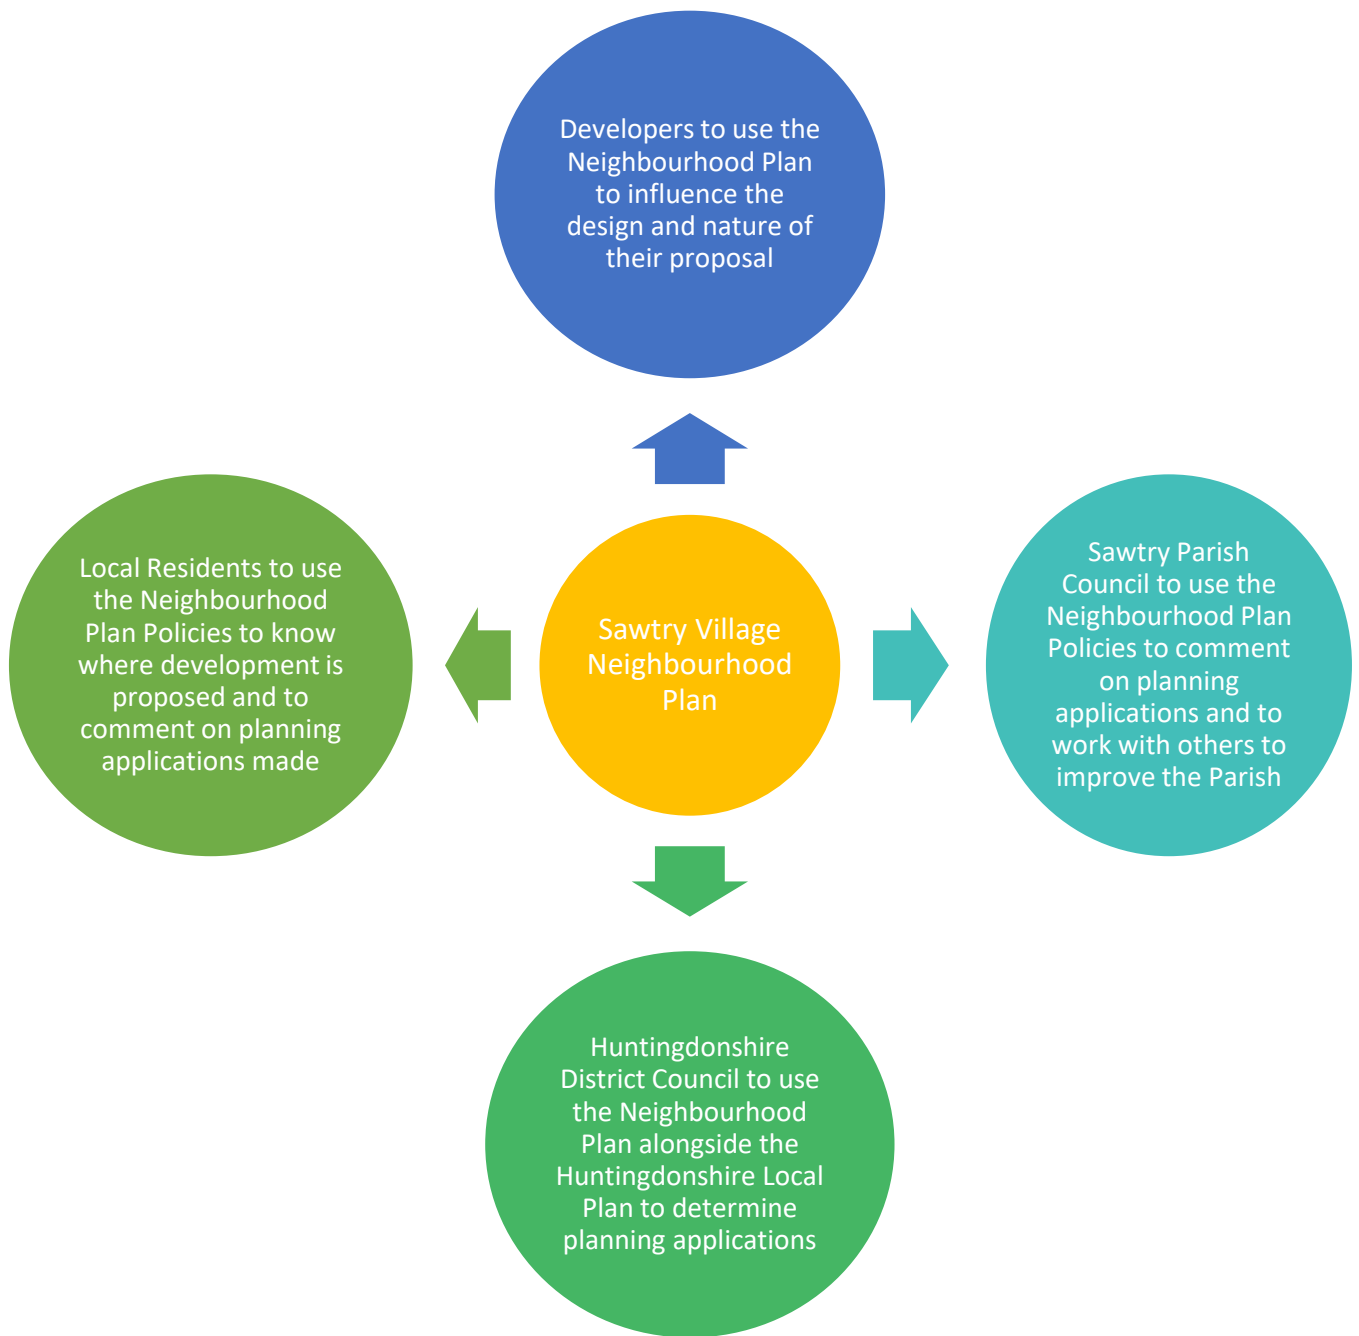 Developers to use the
Neighbourhood Plan
to influence the
design and nature of
their proposal
Local Residents to use
the Neighbourhood
Plan Policies to know
where development is
proposed and to
comment on planning
applications made
Sawtry Village
Neighbourhood
Plan
Sawtry Parish
Council to use the
Neighbourhood Plan
Policies to comment
on planning
applications and to
work with others to
improve the Parish
Huntingdonshire
District Council to use
the Neighbourhood
Plan alongside the
Huntingdonshire Local
Plan to determine
planning applications